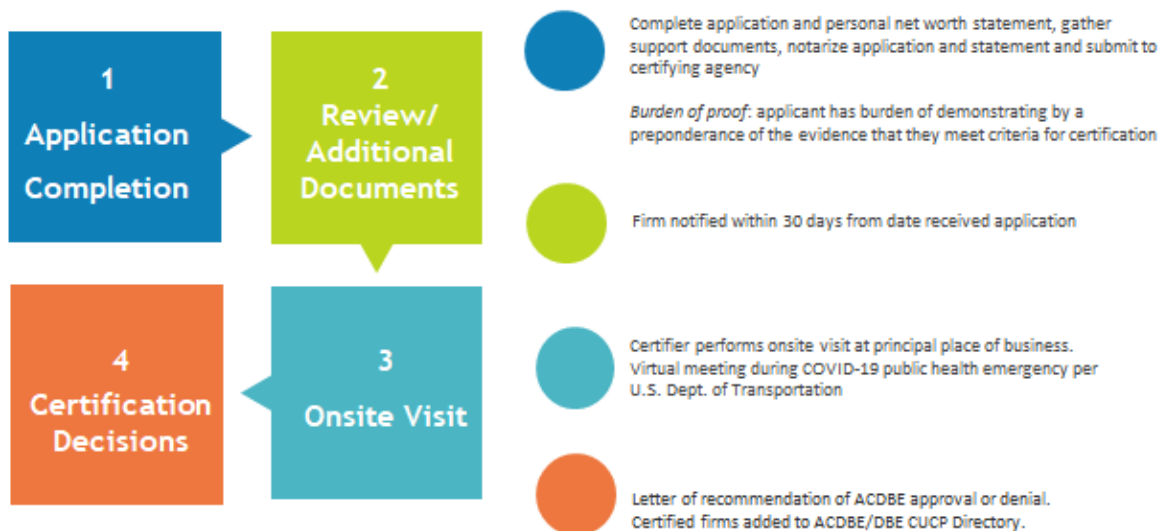 1
Application
Completion
2
Review/
Additional
Documents
3
Onsite Visit
4
Certification
Decisions
Complete application and personal net worth statement, gather
support documents, notarize application and statement and submit to
certifying agency
Burden of proof: applicant has burden of demonstrating by a
preponderance of the evidence that they meet criteria for certification
Firm notified within 30 days from date received application
Certifier performs onsite visit at principal place of business.
Virtual meeting during COVID-19 public health emergency per
U.S. Dept. of Transportation
Letter of recommendation of ACDBE approval or denial.
Certified firms added to ACDBE/DBE CUCP Directory.